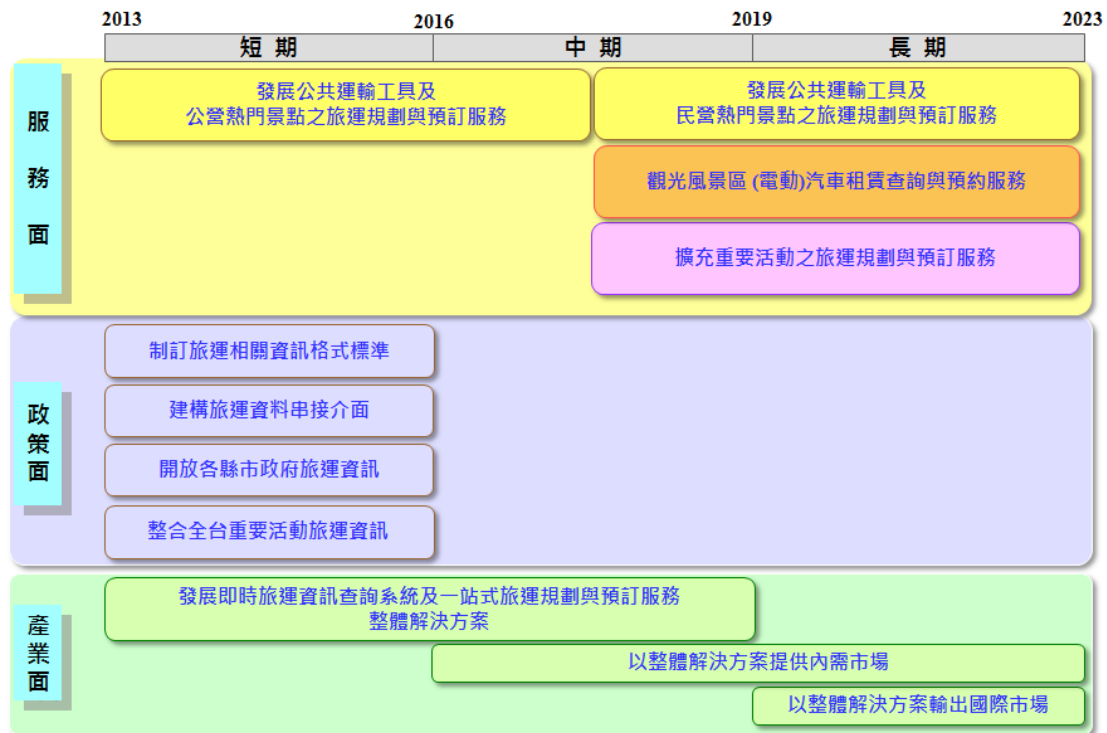 2013 2016 2019 2023
短 期 中 期 長 期
服務面
發展公共運輸工具及
公營熱門景點之旅運規劃與預訂服務
發展公共運輸工具及
民營熱門景點之旅運規劃與預訂服務
觀光風景區 (電動)汽車租賃查詢與預約服務
擴充重要活動之旅運規劃與預訂服務
政策面
制訂旅運相關資訊格式標準
建構旅運資料串接介面
開放各縣市政府旅運資訊
整合全台重要活動旅運資訊
產業面
發展即時旅運資訊查詢系統及一站式旅運規劃與預訂服務
整體解決方案
以整體解決方案提供內需市場
以整體解決方案輸出國際市場